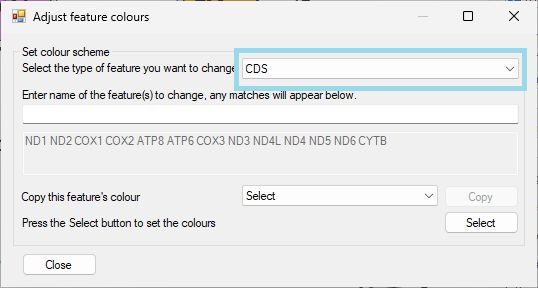 Adjust feature colours
Set colour scheme
Select the type of feature you want to change CDS
Enter name of the feature(s) to change, any matches will appear below.
ND1 ND2 COX1 COX2 ATP8 ATP6 COX3 ND3 ND4L ND4 ND5 ND6 CYTB
Copy this feature's colour Select Copy
Press the Select button to set the colours Select
Close